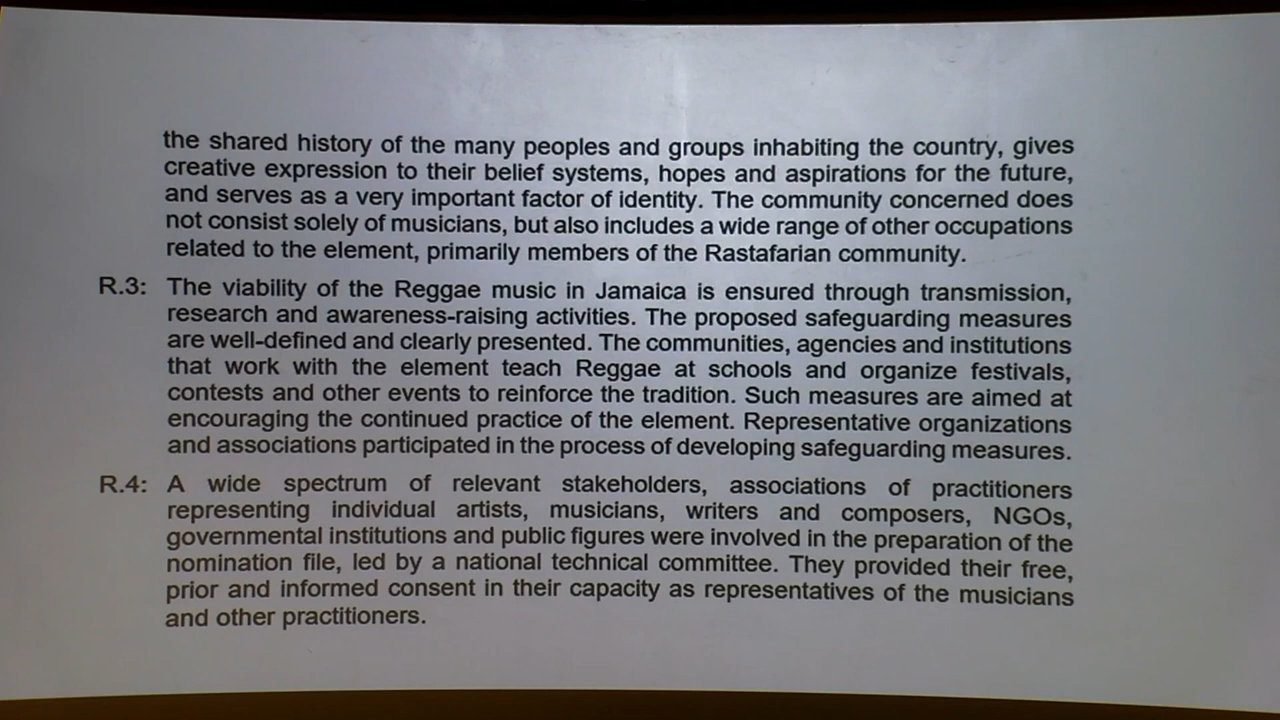 the shared history of the many peoples and groups inhabiting the country, gives
creative expression to their belief systems, hopes and aspirations for the future,
and serves as a very important factor of identity. The community concerned does
not consist solely of musicians, but also includes a wide range of other occupations
related to the element, primarily members of the Rastafarian community.
R.3: The viability of the Reggae music in Jamaica is ensured through transmission,
research and awareness-raising activities. The proposed safeguarding measures
are well-defined and clearly presented. The communities, agencies and institutions
that work with the element teach Reggae at schools and organize festivals,
contests and other events to reinforce the tradition. Such measures are aimed at
encouraging the continued practice of the element. Representative organizations
and associations participated in the process of developing safeguarding measures.
R.4: A wide spectrum of relevant stakeholders, associations of practitioners
representing individual artists, musicians, writers and composers, NGOs,
governmental institutions and public figures were involved in the preparation of the
nomination file, led by a national technical committee. They provided their free,
prior and informed consent in their capacity as representatives of the musicians
and other practitioners.